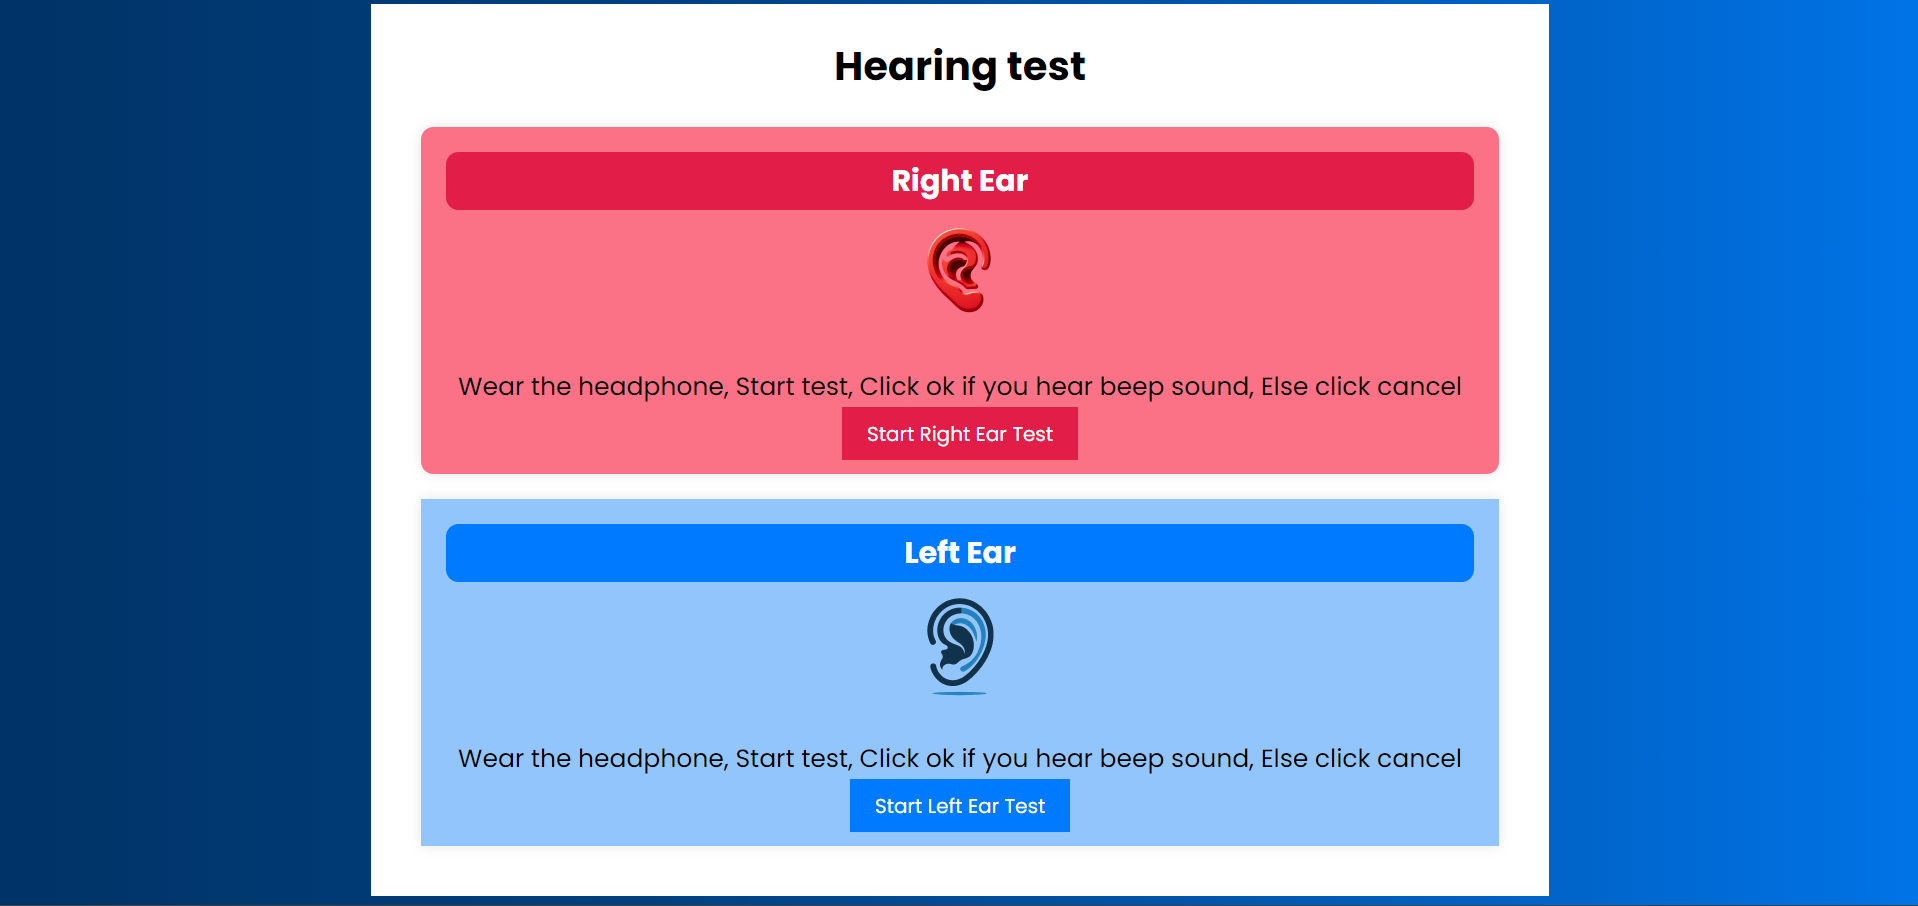 Hearing test
Right Ear
Wear the headphone, Start test, Click ok if you hear beep sound, Else click cancel
Start Right Ear Test
Left Ear
Wear the headphone, Start test, Click ok if you hear beep sound, Else click cancel
Start Left Ear Test